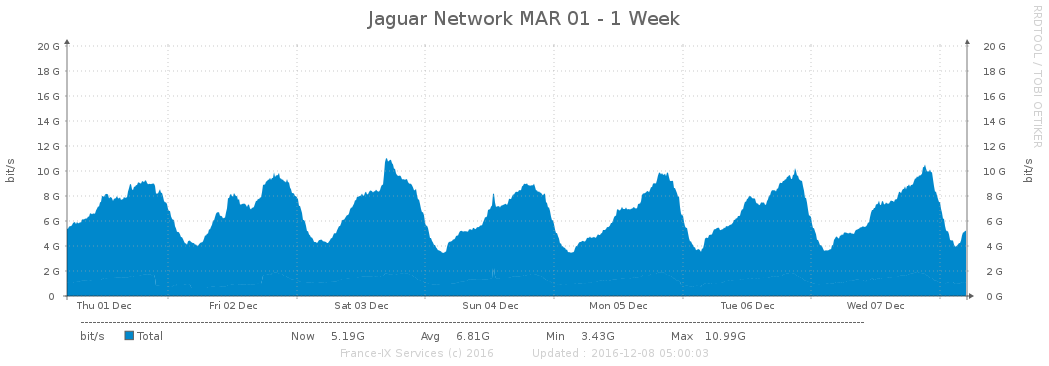 Jaguar Network MAR 01 - 1 Week
RRDTOOL / TOBI OETIKER
bit/s
20 G
18 G
16 G
14 G
12 G
10 G
8 G
6 G
4 G
2 G
0
20 G
18 G
16 G
14 G
12 G
10 G
8 G
6 G
4 G
2 G
0 G
bit/s
Thu 01 Dec Fri 02 Dec Sat 03 Dec Sun 04 Dec Mon 05 Dec Tue 06 Dec Wed 07 Dec
bit/s Total Now 5.19G Avg 6.81G Min 3.43G Max 10.99G
France-IX Services (c) 2016 Updated : 2016-12-08 05:00:03